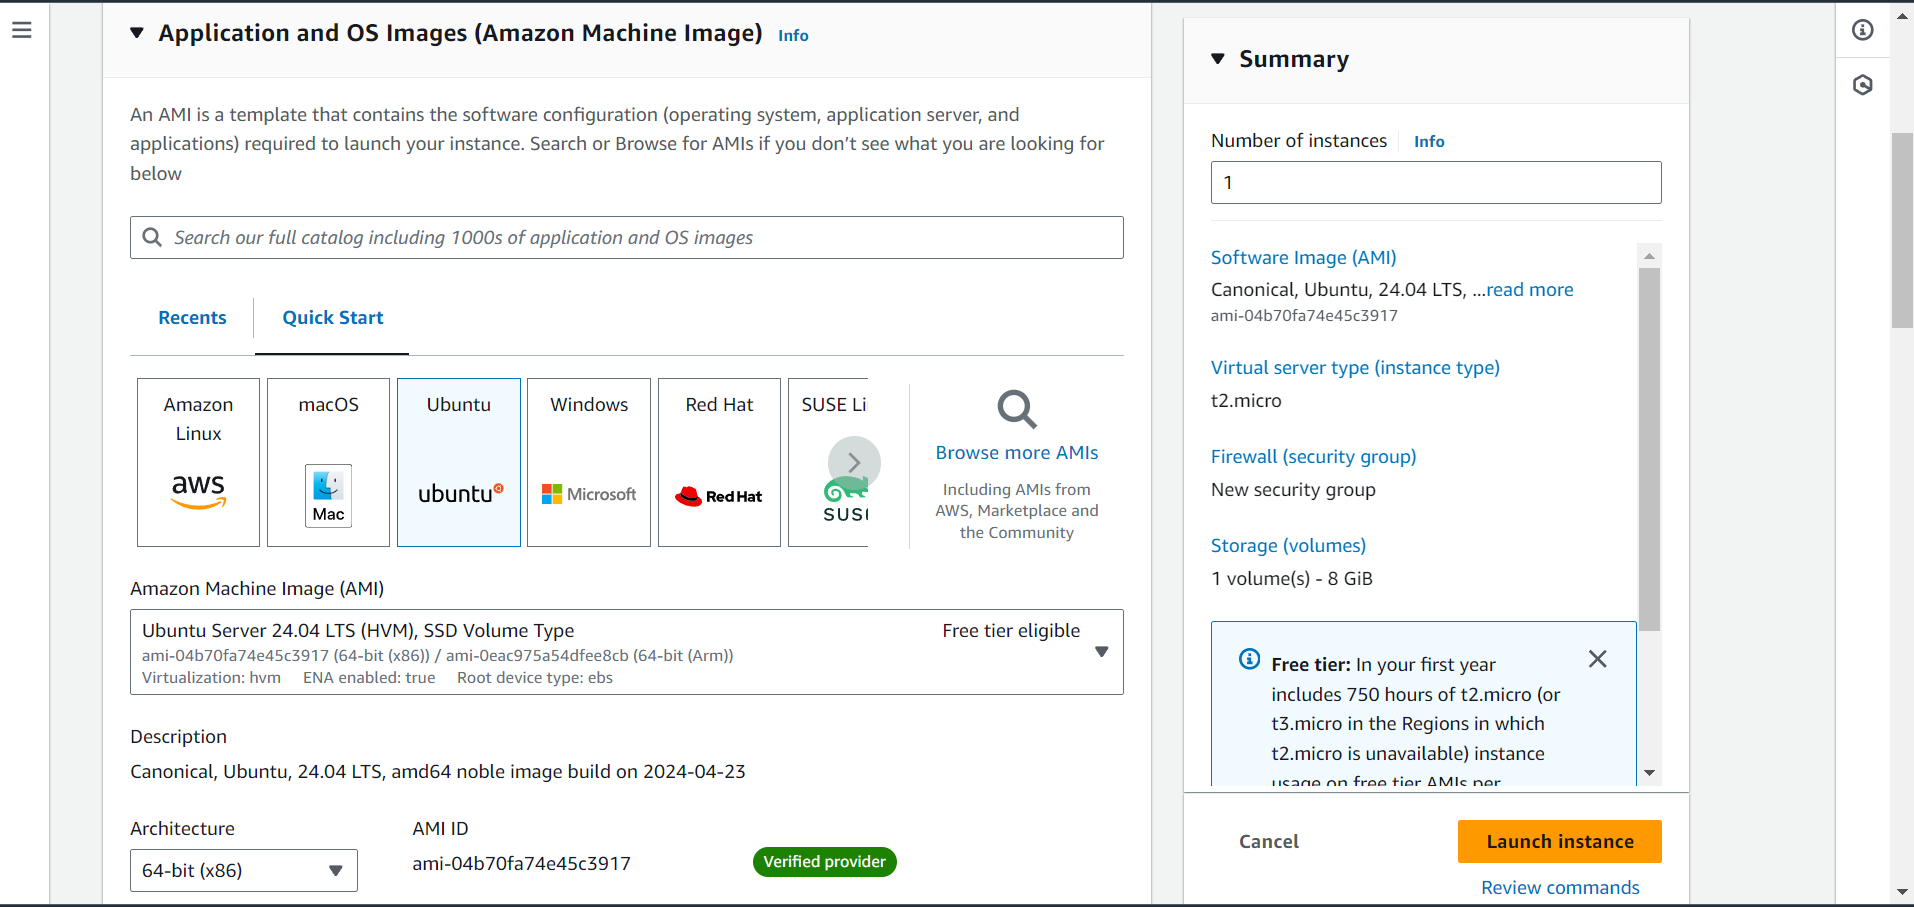 Application and OS Images (Amazon Machine Image) Info
An AMI is a template that contains the software configuration (operating system, application server, and
applications) required to launch your instance. Search or Browse for AMIs if you don’t see what you are looking for
below
Search our full catalog including 1000s of application and OS images
Recents
Quick Start
Amazon
Linux
aws
macOS
Mac
Ubuntu
ubuntu
Windows
Microsoft
Red Hat
Red Hat
SUSE Li
SUS
Browse more AMIs
Including AMIs from
AWS, Marketplace and
the Community
Amazon Machine Image (AMI)
Ubuntu Server 24.04 LTS (HVM), SSD Volume Type
Free tier eligible
ami-04b70fa74e45c3917 (64-bit (x86)) / ami-0eac975a54dfee8cb (64-bit (Arm))
Virtualization: hvm ENA enabled: true Root device type: ebs
Description
Canonical, Ubuntu, 24.04 LTS, amd64 noble image build on 2024-04-23
Architecture
64-bit (x86)
AMI ID
ami-04b70fa74e45c3917
Verified provider
Summary
Number of instances Info
1
Software Image (AMI)
Canonical, Ubuntu, 24.04 LTS, ...read more
ami-04b70fa74e45c3917
Virtual server type (instance type)
t2.micro
Firewall (security group)
New security group
Storage (volumes)
1 volume(s) - 8 GiB
Free tier: In your first year
includes 750 hours of t2.micro (or
t3.micro in the Regions in which
t2.micro is unavailable) instance
usage on free tier AMIs per
Cancel
Launch instance
Review commands